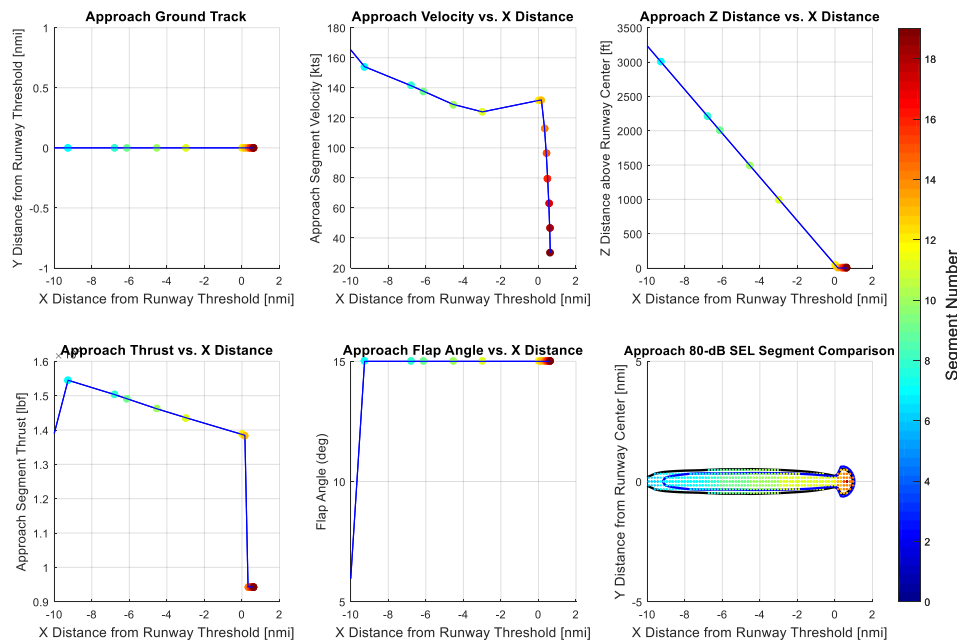 Approach Ground Track
1
0.5
0
-0.5
-1
Y Distance from Runway Threshold [nmi]
-10 -8 -6 -4 -2 0 2
X Distance from Runway Threshold [nmi]
Approach Velocity vs. X Distance
180
160
140
120
100
80
60
40
20
Approach Segment Velocity [kts]
-10 -8 -6 -4 -2 0 2
X Distance from Runway Threshold [nmi]
Approach Z Distance vs. X Distance
3500
3000
2500
2000
1500
1000
500
0
Z Distance above Runway Center [ft]
-10 -8 -6 -4 -2 0 2
X Distance from Runway Threshold [nmi]
Approach Thrust vs. X Distance
1.6
1.5
1.4
1.3
1.2
1.1
1
0.9
Approach Segment Thrust [lbf]
-10 -8 -6 -4 -2 0 2
X Distance from Runway Threshold [nmi]
Approach Flap Angle vs. X Distance
15
10
5
Flap Angle (deg)
-10 -8 -6 -4 -2 0 2
X Distance from Runway Threshold [nmi]
Approach 80-dB SEL Segment Comparison
5
0
-5
Y Distance from Runway Center [nmi]
-10 -8 -6 -4 -2 0 2
X Distance from Runway Threshold [nmi]
18
16
14
12
10
8
6
4
2
0
Segment Number